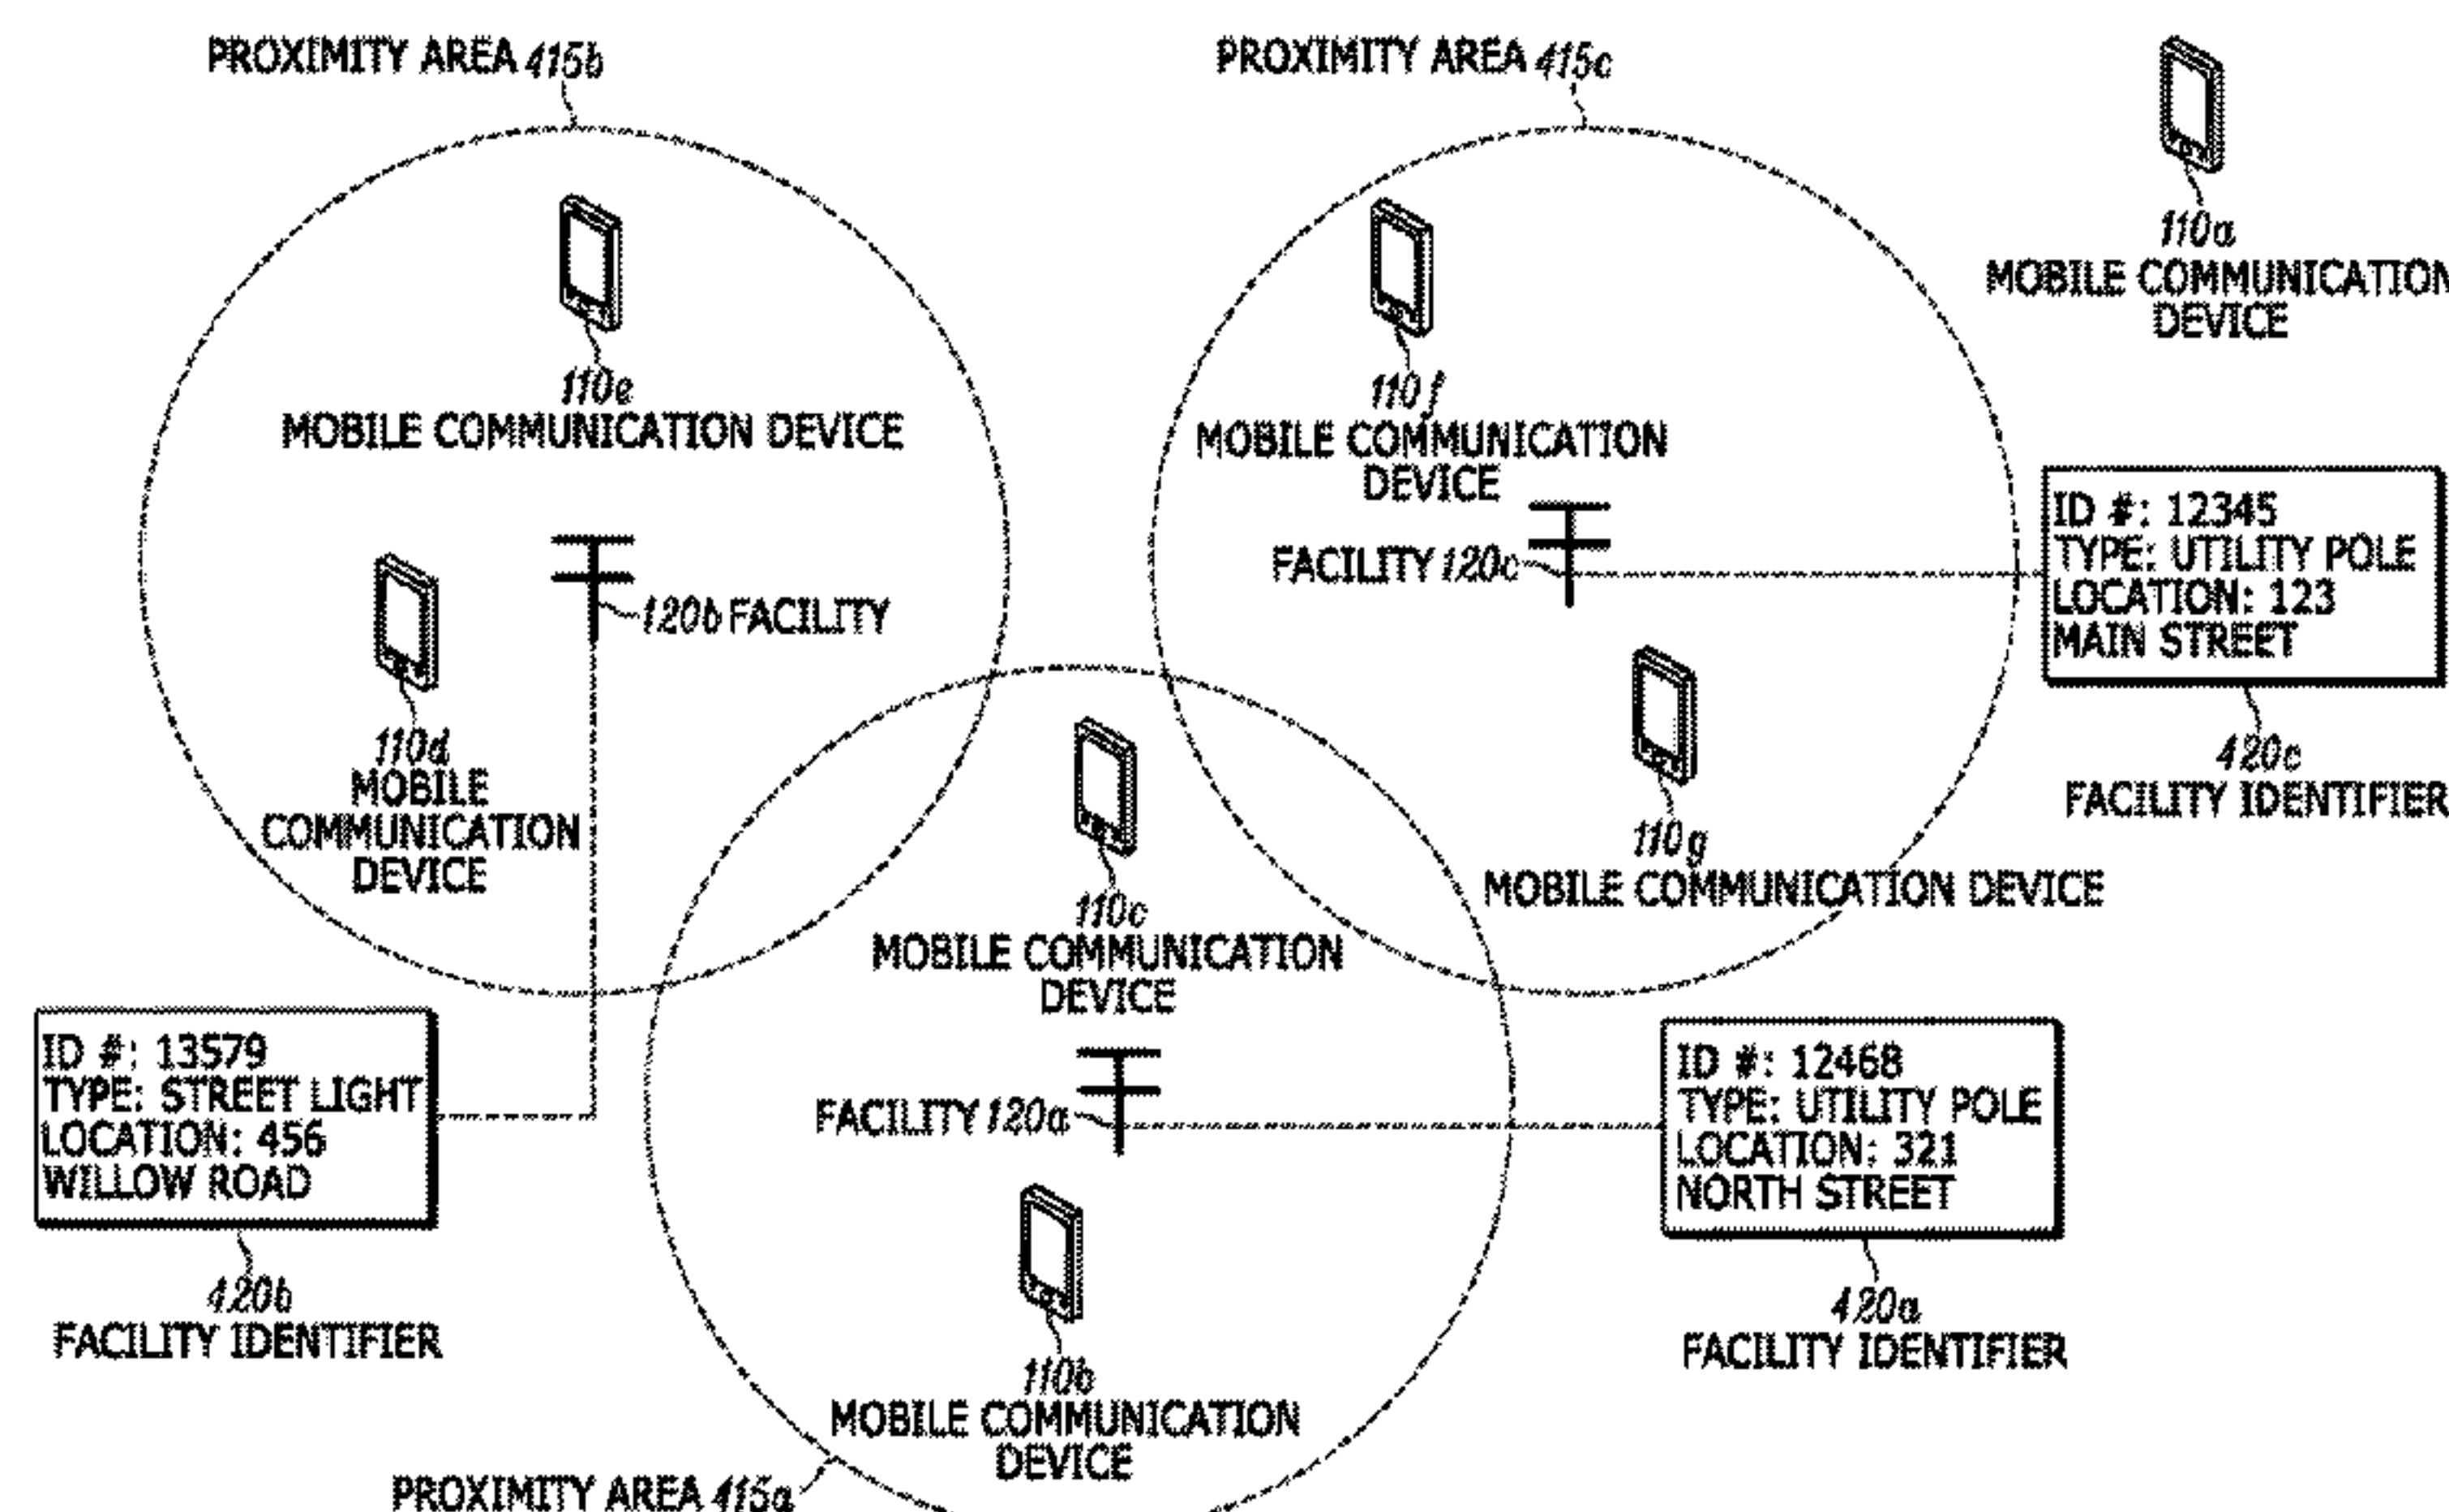 PROXIMITY AREA 415b
PROXIMITY AREA 415c
110a
MOBILE COMMUNICATION
DEVICE
110e
MOBILE COMMUNICATION DEVICE
110f
MOBILE COMMUNICATION
DEVICE
ID #: 12345
TYPE: UTILITY POLE
LOCATION: 123
MAIN STREET
FACILITY 120c
120b FACILITY
110d
MOBILE
COMMUNICATION
DEVICE
420c
FACILITY IDENTIFIER
110g
MOBILE COMMUNICATION DEVICE
110c
MOBILE COMMUNICATION
DEVICE
ID #: 13579
TYPE: STREET LIGHT
LOCATION: 456
WILLOW ROAD
FACILITY 120a
ID #: 12468
TYPE: UTILITY POLE
LOCATION: 321
NORTH STREET
420b
FACILITY IDENTIFIER
420a
FACILITY IDENTIFIER
110b
MOBILE COMMUNICATION
DEVICE
PROXIMITY AREA 415a